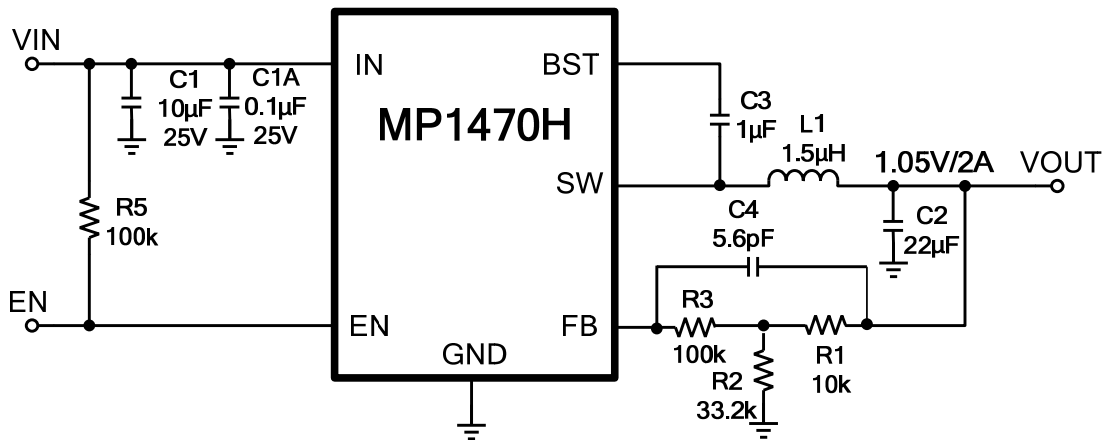 VIN
C1
10µF
25V
C1A
0.1µF
25V
R5
100k
EN
IN
MP1470H
BST
SW
EN
FB
GND
C3
1µF
L1
1.5µH
1.05V/2A
VOUT
C4
5.6pF
C2
22µF
R3
100k
R2
33.2k
R1
10k